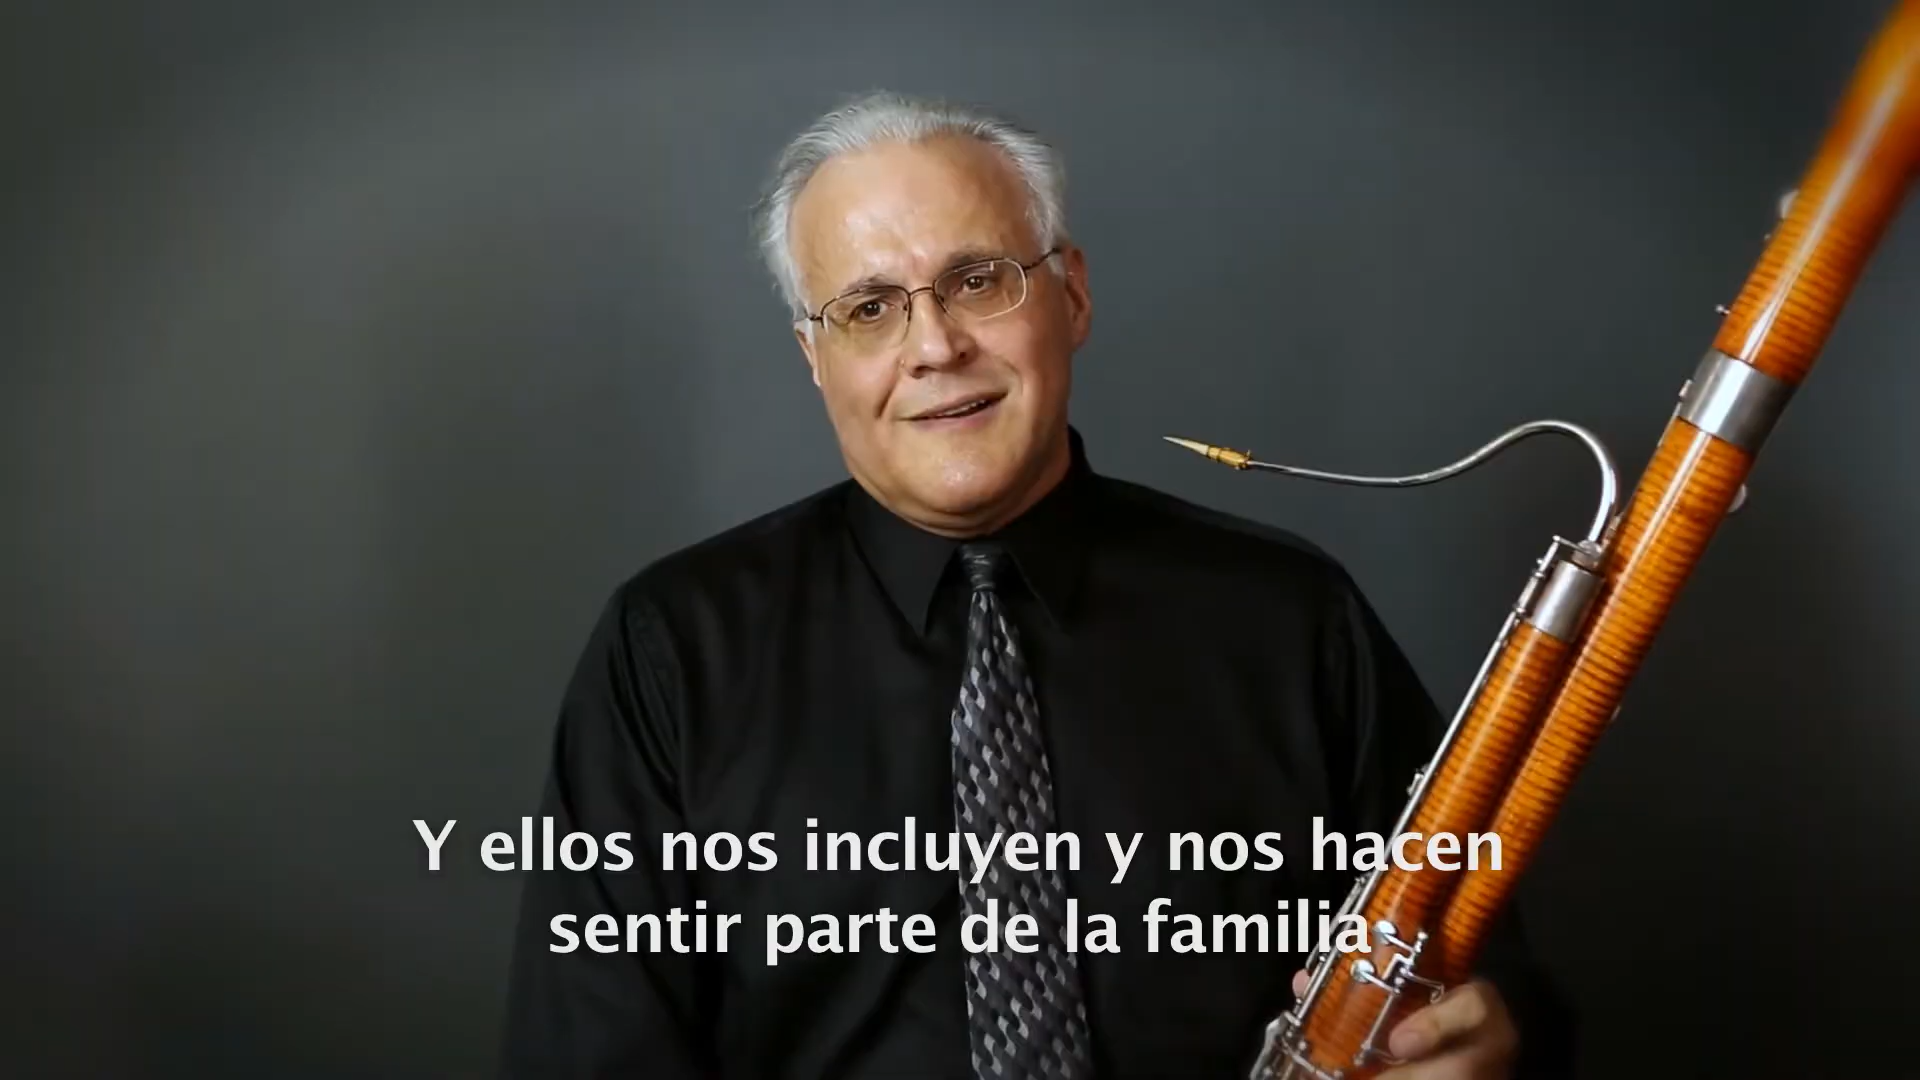 Y ellos nos incluyen y nos hacen
sentir parte de la familia